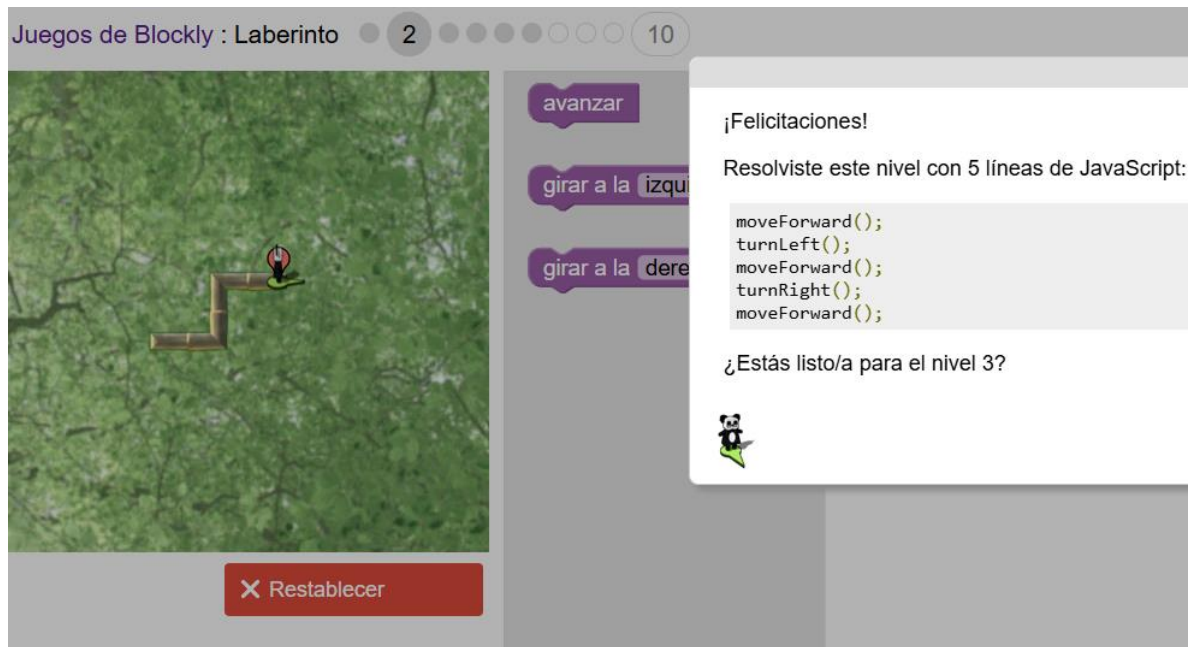 Juegos de Blockly : Laberinto 2 10
avanzar
girar a la izqui
girar a la dere
¡Felicitaciones!
Resolviste este nivel con 5 líneas de JavaScript:
moveForward();
turnLeft();
moveForward();
turnRight();
moveForward();
¿Estás listo/a para el nivel 3?
Restablecer